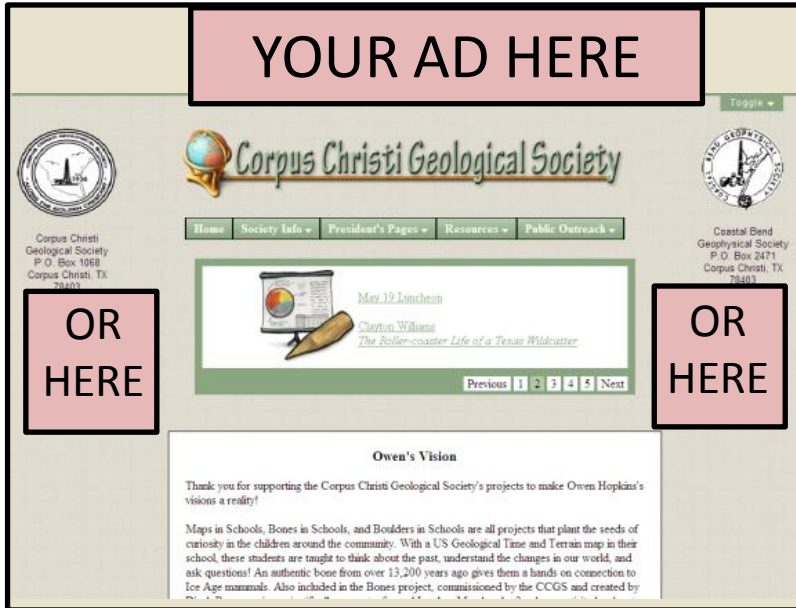 YOUR AD HERE
Toggle
Corpus Christi Geological Society
Home Society Info President's Pages Resources Public Outreach
Corpus Christi
Geological Society
P.O. Box 1068
Corpus Christi, TX
78403
Coastal Bend
Geophysical Society
P.O. Box 2471
Corpus Christi, TX
78403
May 19 Luncheon
Clayton Williams
The Roller-coaster Life of a Texas Wildcatter
Previous 1 2 3 4 5 Next
OR
HERE
OR
HERE
Owen's Vision
Thank you for supporting the Corpus Christi Geological Society's projects to make Owen Hopkins's
visions a reality!
Maps in Schools, Bones in Schools, and Boulders in Schools are all projects that plant the seeds of
curiosity in the children around the community. With a US Geological Time and Terrain map in their
school, these students are taught to think about the past, understand the changes in our world, and
ask questions! An authentic bone from over 13,200 years ago gives them a hands on connection to
Ice Age mammals. Also included in the Bones project, commissioned by the CCGS and created by